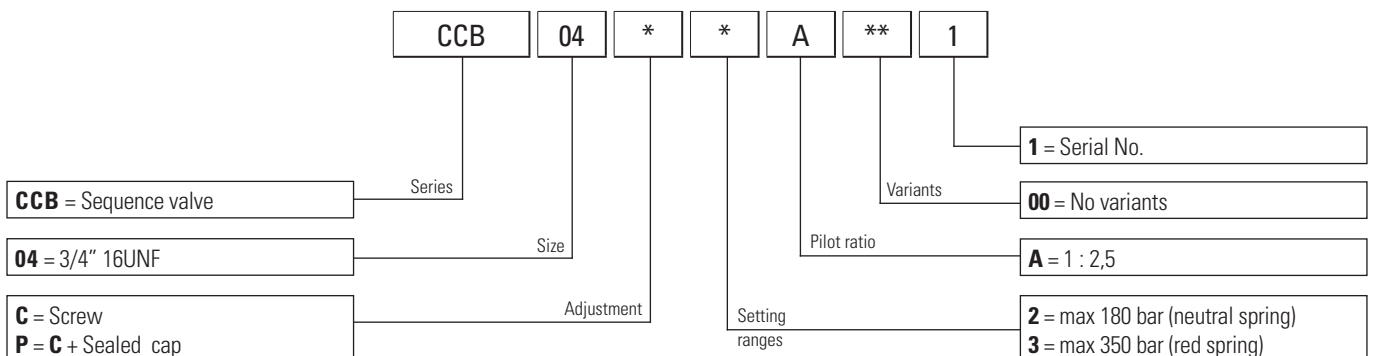 CCB 04 * * A ** 1
1 = Serial No.
Series
Variants
CCB = Sequence valve
00 = No variants
Size
Pilot ratio
04 = 3/4” 16UNF
A = 1 : 2,5
Adjustment
Setting
ranges
C = Screw
P = C + Sealed cap
2 = max 180 bar (neutral spring)
3 = max 350 bar (red spring)